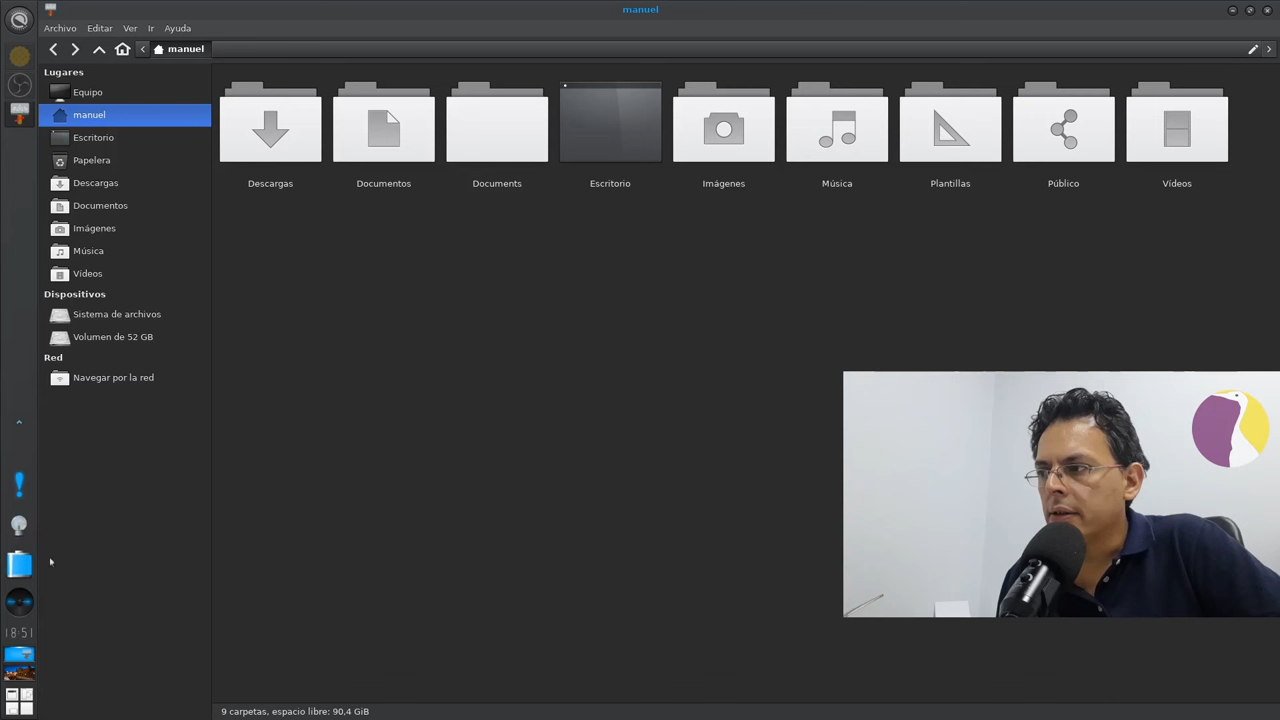 manuel
Archivo Editar Ver Ir Ayuda
manuel
Lugares
Equipo
manuel
Escritorio
Papelera
Descargas
Documentos
Imágenes
Música
Vídeos
Dispositivos
Sistema de archivos
Volumen de 52 GB
Red
Navegar por la red
Descargas Documentos Documents Escritorio Imágenes Música Plantillas Público Vídeos
18:51
9 carpetas, espacio libre: 90,4 GiB